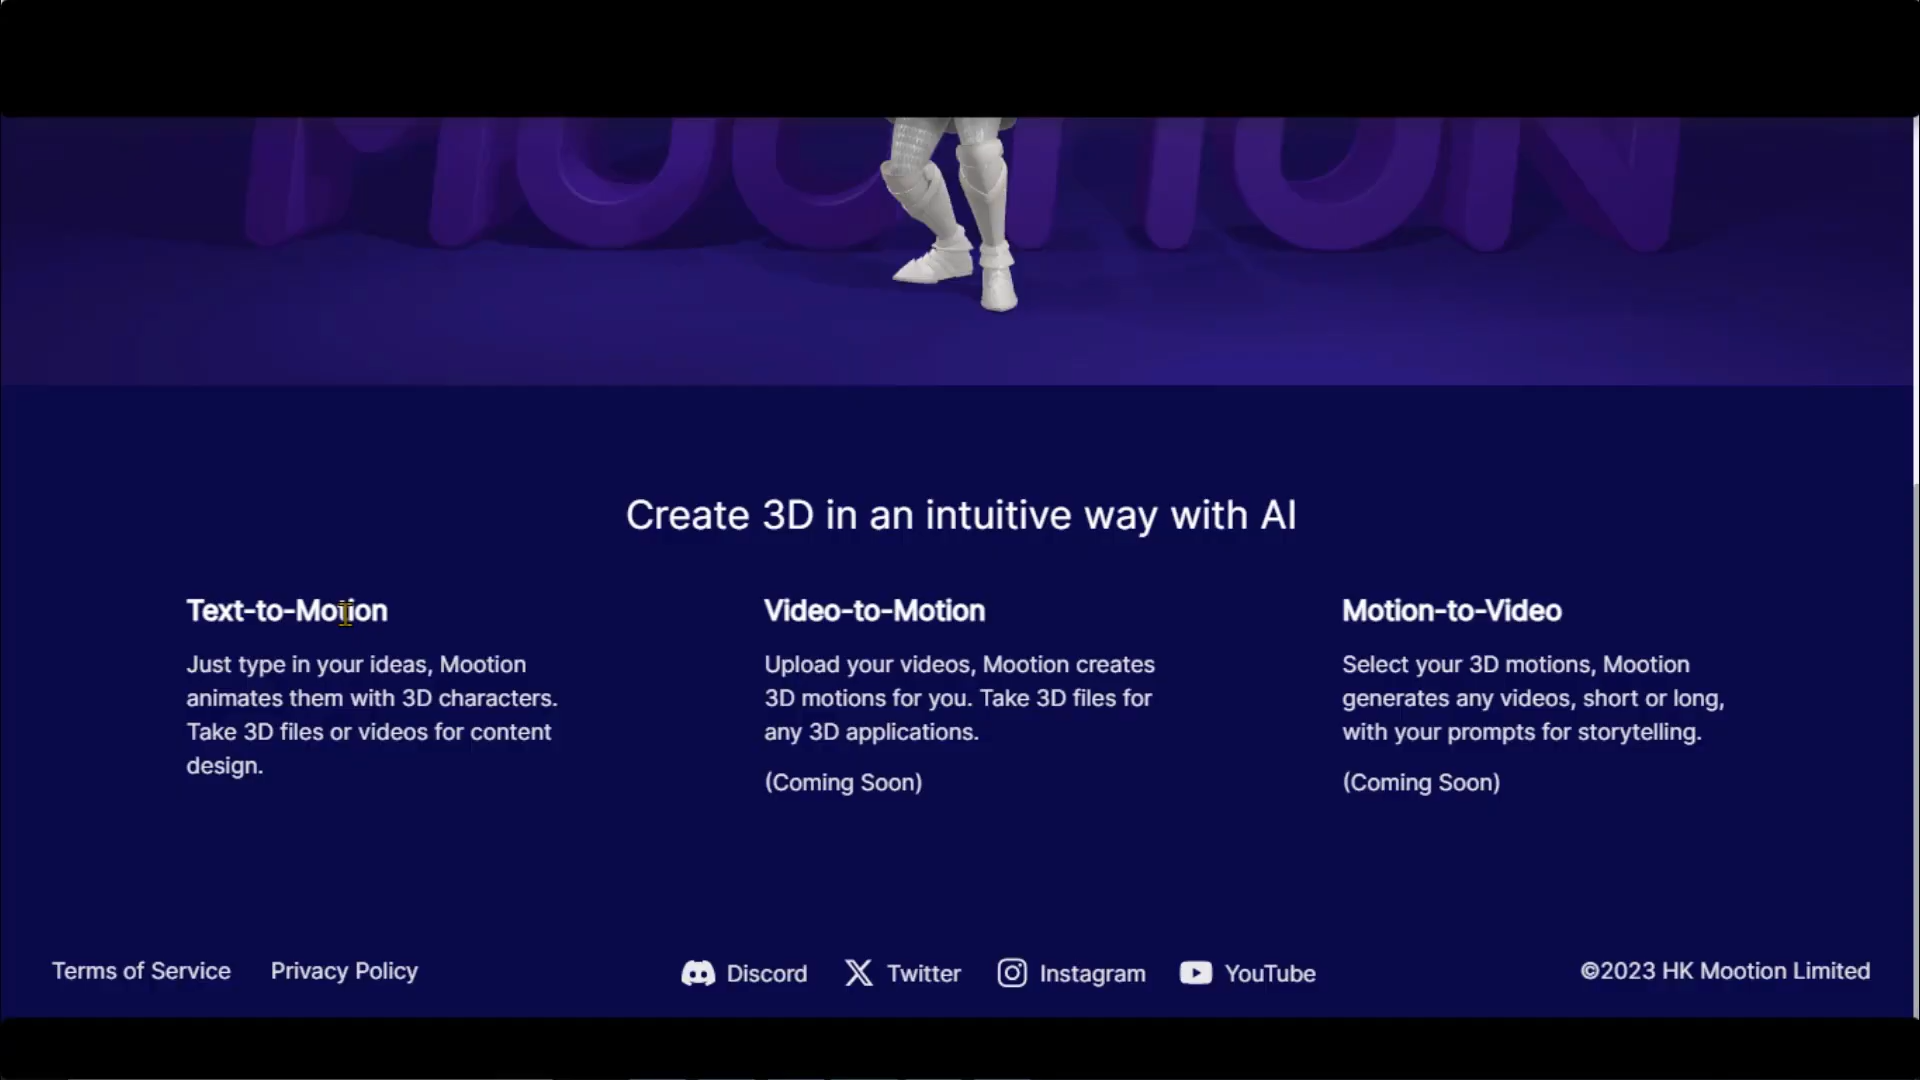 MOOTION
Create 3D in an intuitive way with AI
Text-to-Motion
Just type in your ideas, Mootion
animates them with 3D characters.
Take 3D files or videos for content
design.
Video-to-Motion
Upload your videos, Mootion creates
3D motions for you. Take 3D files for
any 3D applications.
(Coming Soon)
Motion-to-Video
Select your 3D motions, Mootion
generates any videos, short or long,
with your prompts for storytelling.
(Coming Soon)
Terms of Service Privacy Policy Discord Twitter Instagram YouTube ©2023 HK Mootion Limited